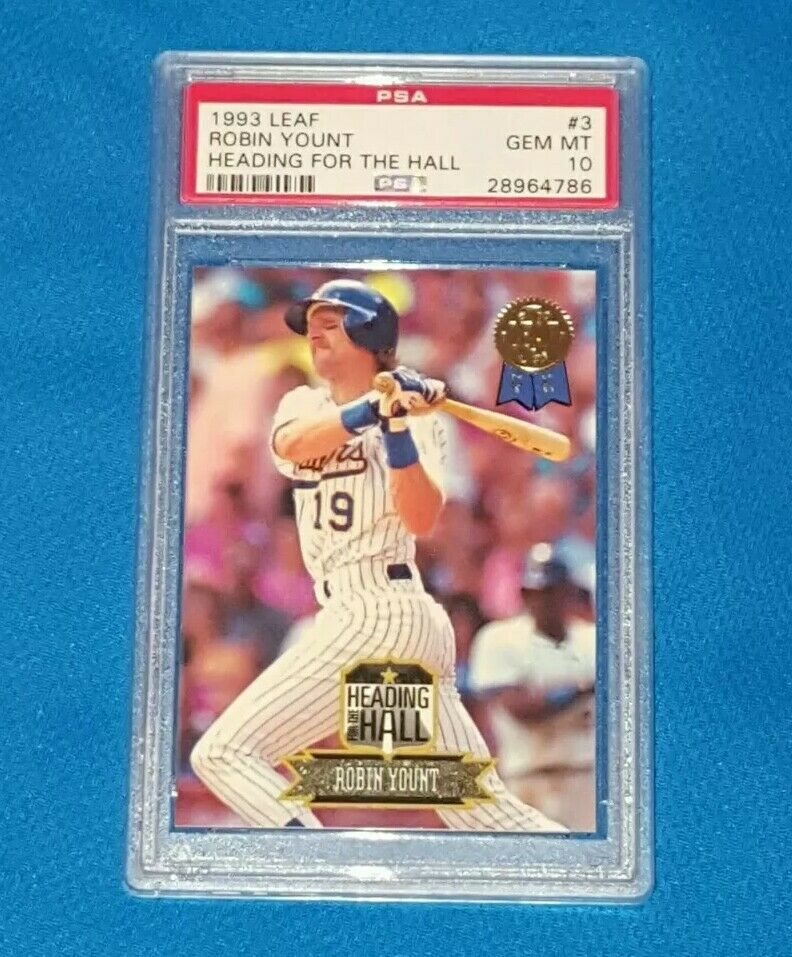 PSA
1993 LEAF #3
ROBIN YOUNT GEM MT
HEADING FOR THE HALL 10
PSA 28964786
19
HEADING
FOR THE
HALL
ROBIN YOUNT